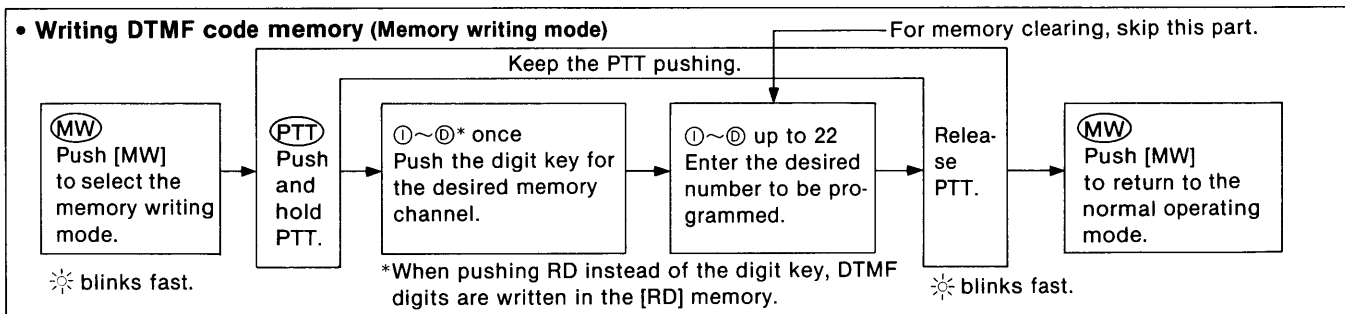 • Writing DTMF code memory (Memory writing mode)
For memory clearing, skip this part.
Keep the PTT pushing.
MW
Push [MW]
to select the
memory writing
mode.
blinks fast.
PTT
Push
and
hold
PTT.
Ⓘ~Ⓓ* once
Push the digit key for
the desired memory
channel.
*When pushing RD instead of the digit key, DTMF
digits are written in the [RD] memory.
Ⓘ~Ⓓ up to 22
Enter the desired
number to be pro-
grammed.
Relea-
se
PTT.
blinks fast.
MW
Push [MW]
to return to the
normal operating
mode.